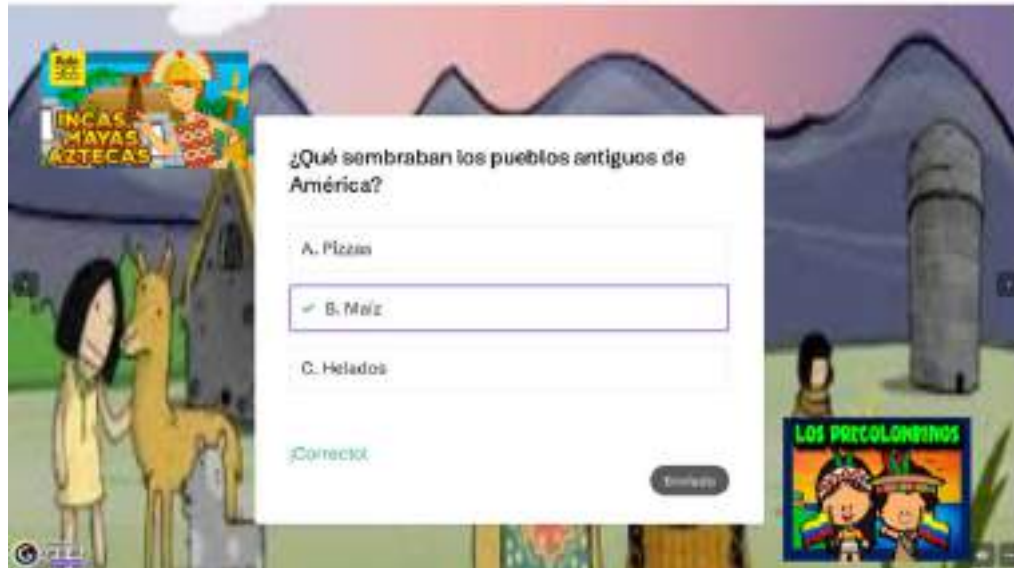 INCAS
MAYAS
AZTECAS
¿Qué sembraban los pueblos antiguos de
América?
A. Pizzas
✓ B. Maíz
C. Helados
¡Correcto!
Enviado
LOS PRECOLOMBINOS